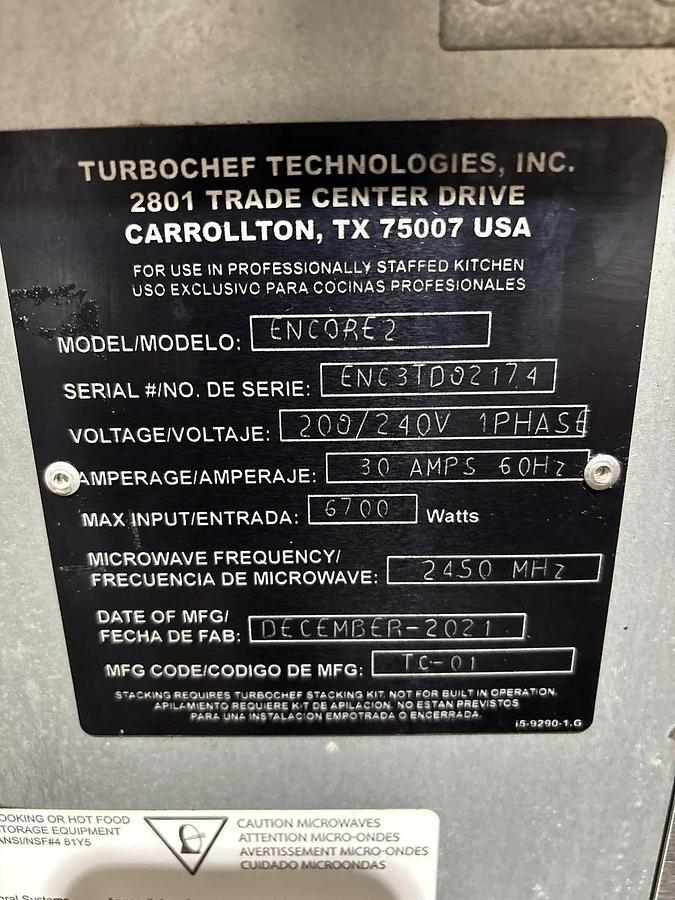 TURBOCHEF TECHNOLOGIES, INC.
2801 TRADE CENTER DRIVE
CARROLLTON, TX 75007 USA
FOR USE IN PROFESSIONALLY STAFFED KITCHEN
USO EXCLUSIVO PARA COCINAS PROFESIONALES
MODEL/MODELO: ENCORE2
SERIAL #/NO. DE SERIE: ENC3TD02174
VOLTAGE/VOLTAJE: 200/240V 1PHASE
AMPERAGE/AMPERAJE: 30 AMPS 60Hz
MAX INPUT/ENTRADA: 6700 Watts
MICROWAVE FREQUENCY/
FRECUENCIA DE MICROWAVE: 2450 MHz
DATE OF MFG/
FECHA DE FAB: DECEMBER-2021
MFG CODE/CODIGO DE MFG: TC-01
STACKING REQUIRES TURBOCHEF STACKING KIT. NOT FOR BUILT IN OPERATION.
APILAMIENTO REQUIERE KIT DE APILACION. NO ESTAN PREVISTOS
PARA UNA INSTALACION EMPOTRADA O ENCERRADA.
i5-9290-1.G
OOKING OR HOT FOOD
TORAGE EQUIPMENT
ANSI/NSF#4 81Y5
CAUTION MICROWAVES
ATTENTION MICRO-ONDES
AVERTISSEMENT MICRO-ONDES
CUIDADO MICROONDAS